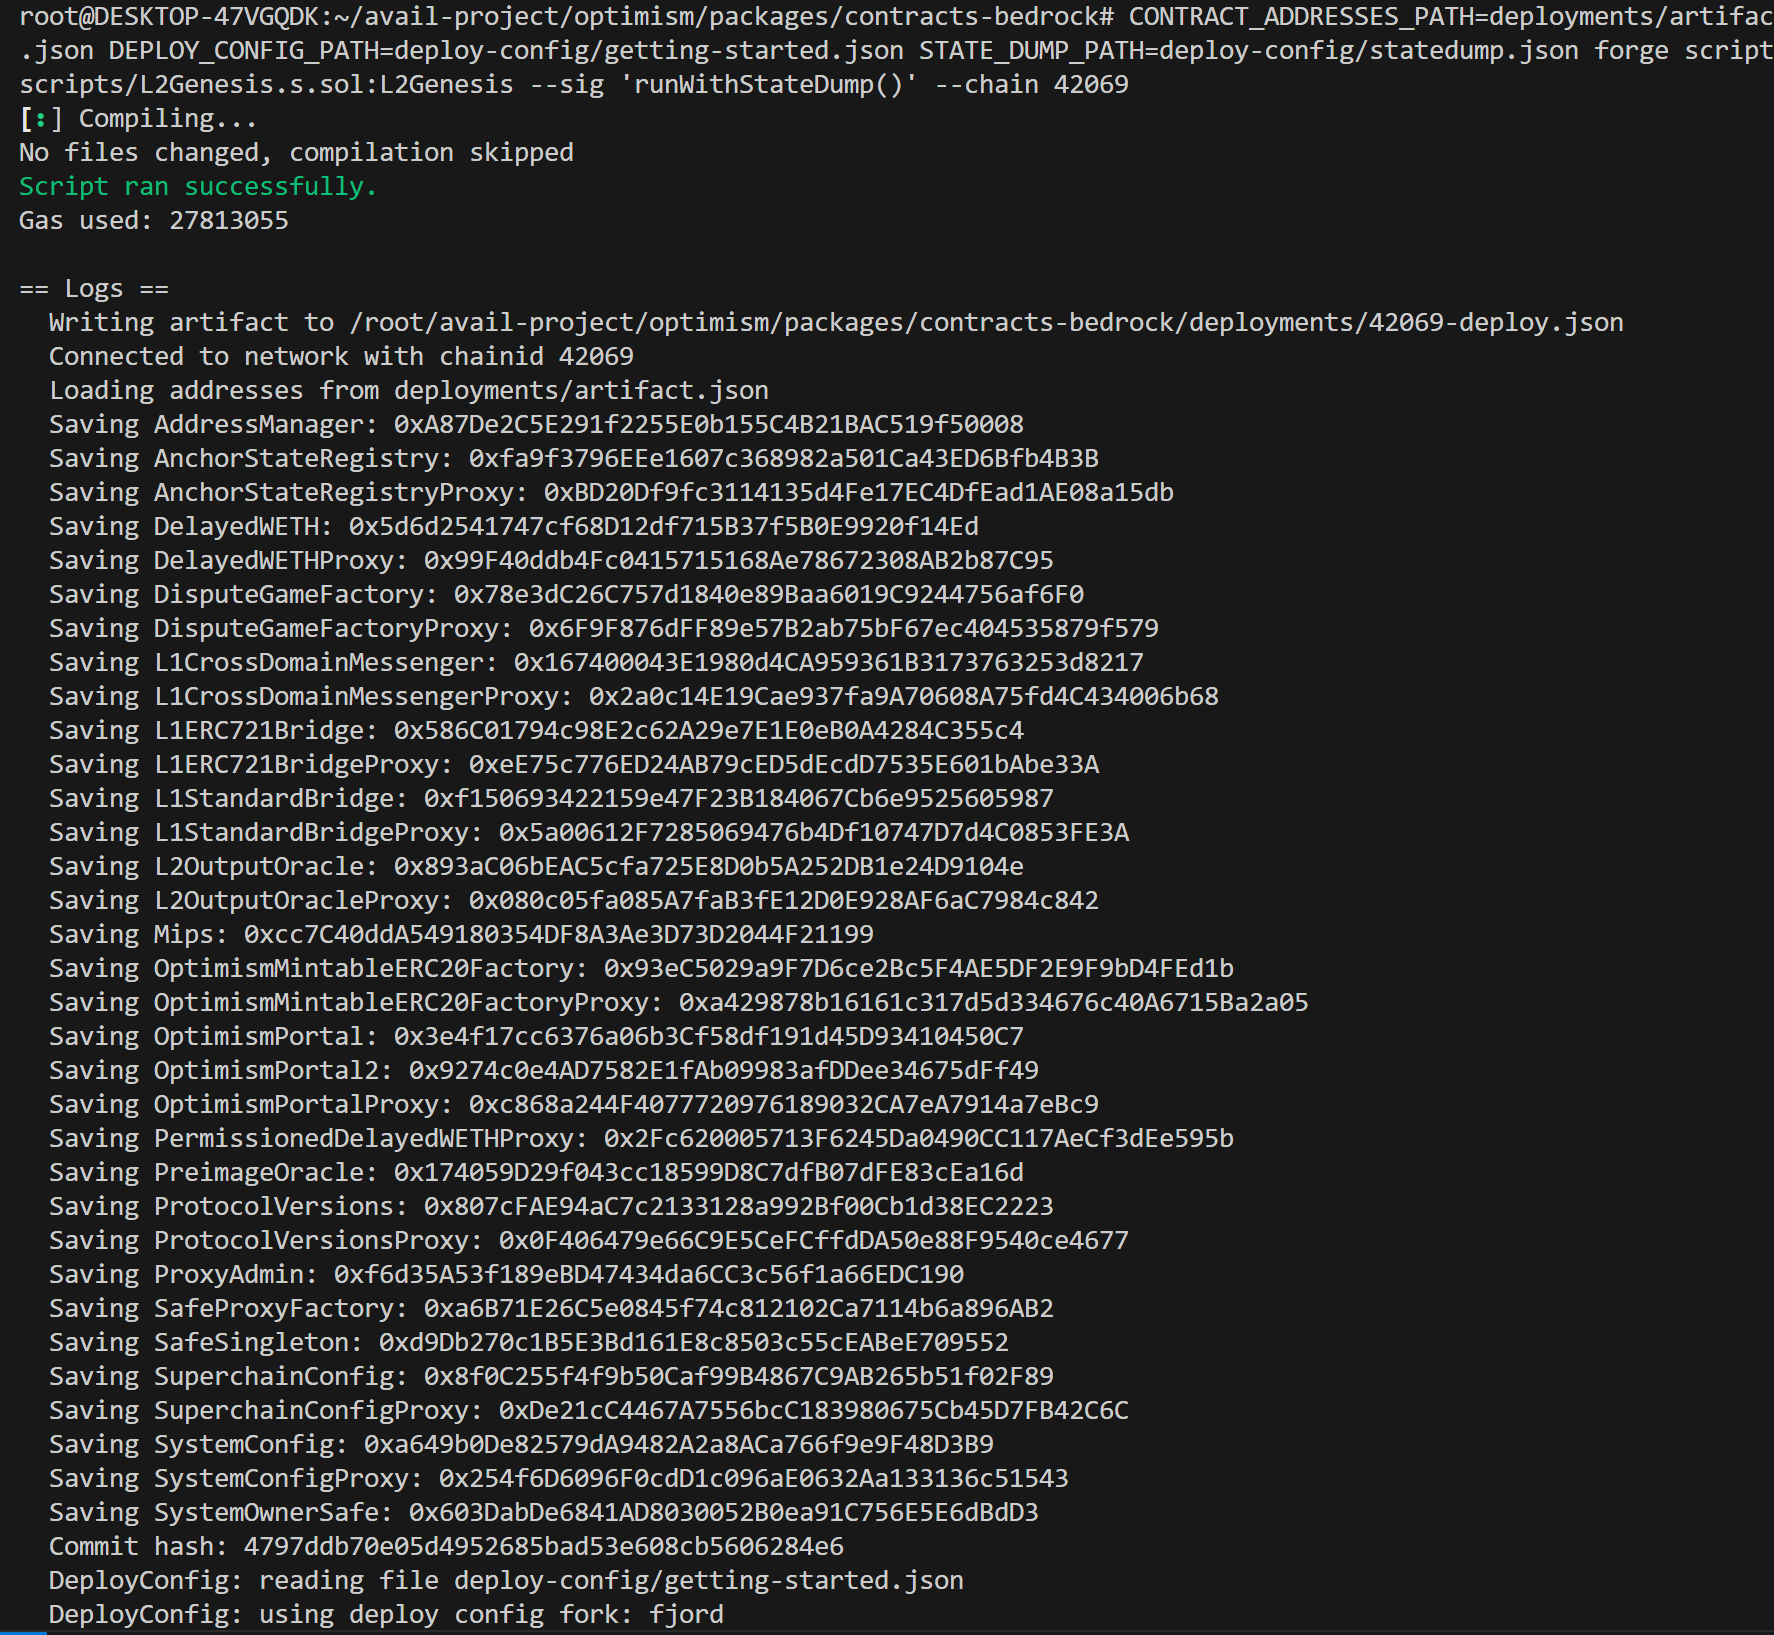 root@DESKTOP-47VGQDK:~/avail-project/optimism/packages/contracts-bedrock# CONTRACT_ADDRESSES_PATH=deployments/artifac
.json DEPLOY_CONFIG_PATH=deploy-config/getting-started.json STATE_DUMP_PATH=deploy-config/statedump.json forge script
scripts/L2Genesis.s.sol:L2Genesis --sig 'runWithStateDump()' --chain 42069
[:] Compiling...
No files changed, compilation skipped
Script ran successfully.
Gas used: 27813055
== Logs ==
Writing artifact to /root/avail-project/optimism/packages/contracts-bedrock/deployments/42069-deploy.json
Connected to network with chainid 42069
Loading addresses from deployments/artifact.json
Saving AddressManager: 0xA87De2C5E291f2255E0b155C4B21BAC519f50008
Saving AnchorStateRegistry: 0xfa9f3796EEe1607c368982a501Ca43ED6Bfb4B3B
Saving AnchorStateRegistryProxy: 0xBD20Df9fc3114135d4Fe17EC4DfEad1AE08a15db
Saving DelayedWETH: 0x5d6d2541747cf68D12df715B37f5B0E9920f14Ed
Saving DelayedWETHProxy: 0x99F40ddb4Fc0415715168Ae78672308AB2b87C95
Saving DisputeGameFactory: 0x78e3dC26C757d1840e89Baa6019C9244756af6F0
Saving DisputeGameFactoryProxy: 0x6F9F876dFF89e57B2ab75bF67ec404535879f579
Saving L1CrossDomainMessenger: 0x167400043E1980d4CA959361B3173763253d8217
Saving L1CrossDomainMessengerProxy: 0x2a0c14E19Cae937fa9A70608A75fd4C434006b68
Saving L1ERC721Bridge: 0x586C01794c98E2c62A29e7E1E0eB0A4284C355c4
Saving L1ERC721BridgeProxy: 0xeE75c776ED24AB79cED5dEcdD7535E601bAbe33A
Saving L1StandardBridge: 0xf150693422159e47F23B184067Cb6e9525605987
Saving L1StandardBridgeProxy: 0x5a00612F7285069476b4Df10747D7d4C0853FE3A
Saving L2OutputOracle: 0x893aC06bEAC5cfa725E8D0b5A252DB1e24D9104e
Saving L2OutputOracleProxy: 0x080c05fa085A7faB3fE12D0E928AF6aC7984c842
Saving Mips: 0xcc7C40ddA549180354DF8A3Ae3D73D2044F21199
Saving OptimismMintableERC20Factory: 0x93eC5029a9F7D6ce2Bc5F4AE5DF2E9F9bD4FEd1b
Saving OptimismMintableERC20FactoryProxy: 0xa429878b16161c317d5d334676c40A6715Ba2a05
Saving OptimismPortal: 0x3e4f17cc6376a06b3Cf58df191d45D93410450C7
Saving OptimismPortal2: 0x9274c0e4AD7582E1fAb09983afDDee34675dFf49
Saving OptimismPortalProxy: 0xc868a244F4077720976189032CA7eA7914a7eBc9
Saving PermissionedDelayedWETHProxy: 0x2Fc620005713F6245Da0490CC117AeCf3dEe595b
Saving PreimageOracle: 0x174059D29f043cc18599D8C7dfB07dFE83cEa16d
Saving ProtocolVersions: 0x807cFAE94aC7c2133128a992Bf00Cb1d38EC2223
Saving ProtocolVersionsProxy: 0x0F406479e66C9E5CeFCffdDA50e88F9540ce4677
Saving ProxyAdmin: 0xf6d35A53f189eBD47434da6CC3c56f1a66EDC190
Saving SafeProxyFactory: 0xa6B71E26C5e0845f74c812102Ca7114b6a896AB2
Saving SafeSingleton: 0xd9Db270c1B5E3Bd161E8c8503c55cEABeE709552
Saving SuperchainConfig: 0x8f0C255f4f9b50Caf99B4867C9AB265b51f02F89
Saving SuperchainConfigProxy: 0xDe21cC4467A7556bcC183980675Cb45D7FB42C6C
Saving SystemConfig: 0xa649b0De82579dA9482A2a8ACa766f9e9F48D3B9
Saving SystemConfigProxy: 0x254f6D6096F0cdD1c096aE0632Aa133136c51543
Saving SystemOwnerSafe: 0x603DabDe6841AD8030052B0ea91C756E5E6dBdD3
Commit hash: 4797ddb70e05d4952685bad53e608cb5606284e6
DeployConfig: reading file deploy-config/getting-started.json
DeployConfig: using deploy config fork: fjord